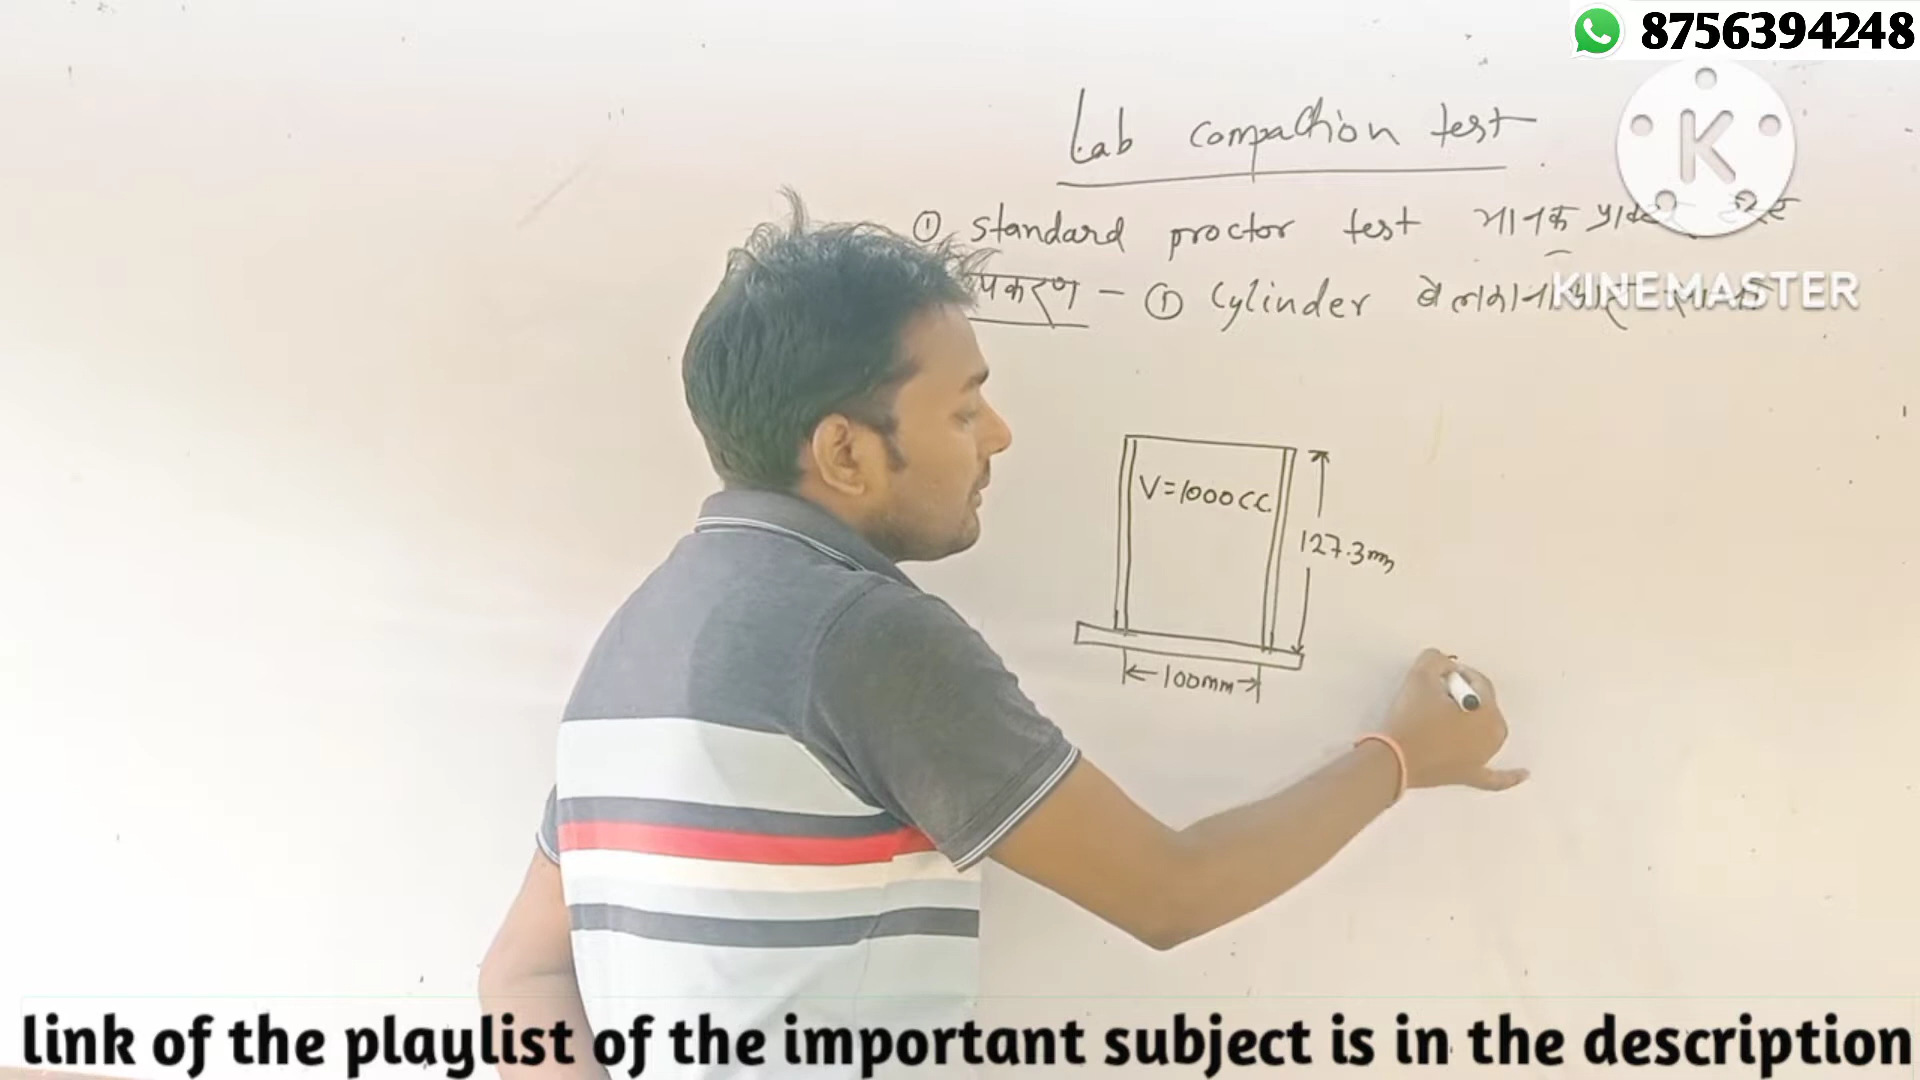 8756394248
Lab compaction test
K
① standard proctor test मानक
KINEMASTER
उपकरण - ① Cylinder बेलनाकार
V=1000CC
127.3mm
100mm
link of the playlist of the important subject is in the description